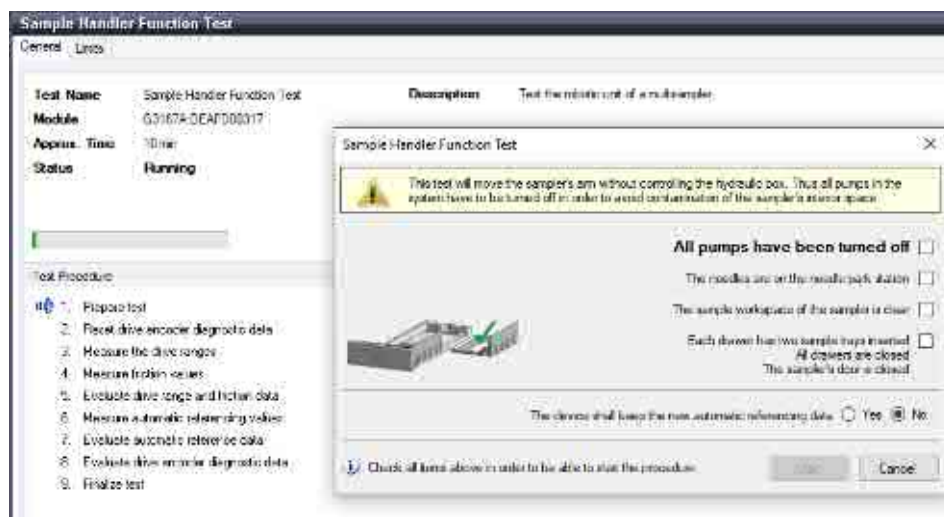 Sample Handler Function Test
General Limits
Test Name Sample Handler Function Test Description Test the robotic unit of a multisampler.
Module G3167A:DEAFD00317
Approx. Time 10 min
Status Running
Test Procedure
1. Prepare test
2. Reset drive encoder diagnostic data
3. Measure the drive ranges
4. Measure friction values
5. Evaluate drive range and friction data
6. Measure automatic referencing values
7. Evaluate automatic reference data
8. Evaluate drive encoder diagnostic data
9. Finalize test
Sample Handler Function Test
This test will move the sampler's arm without controlling the hydraulic box. Thus all pumps in the
system have to be turned off in order to avoid contamination of the sampler's interior space.
All pumps have been turned off
The needles are on the needle park station
The sample workspace of the sampler is clear
Each drawer has two sample trays inserted
All drawers are closed
The sampler's door is closed
The device shall keep the new automatic referencing data Yes No
Check all items above in order to be able to start the procedure
Start Cancel